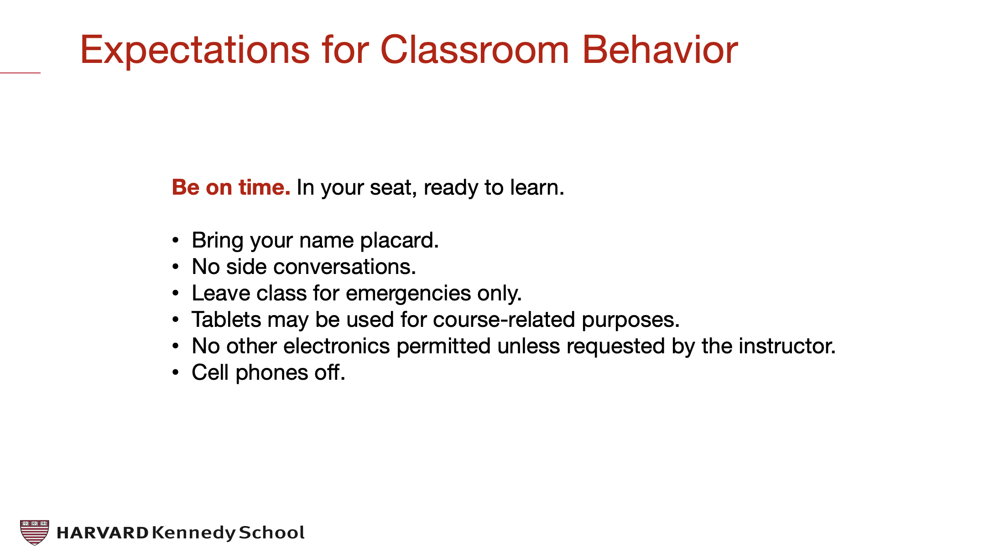 Expectations for Classroom Behavior
Be on time. In your seat, ready to learn.
• Bring your name placard.
• No side conversations.
• Leave class for emergencies only.
• Tablets may be used for course-related purposes.
• No other electronics permitted unless requested by the instructor.
• Cell phones off.
HARVARD Kennedy School